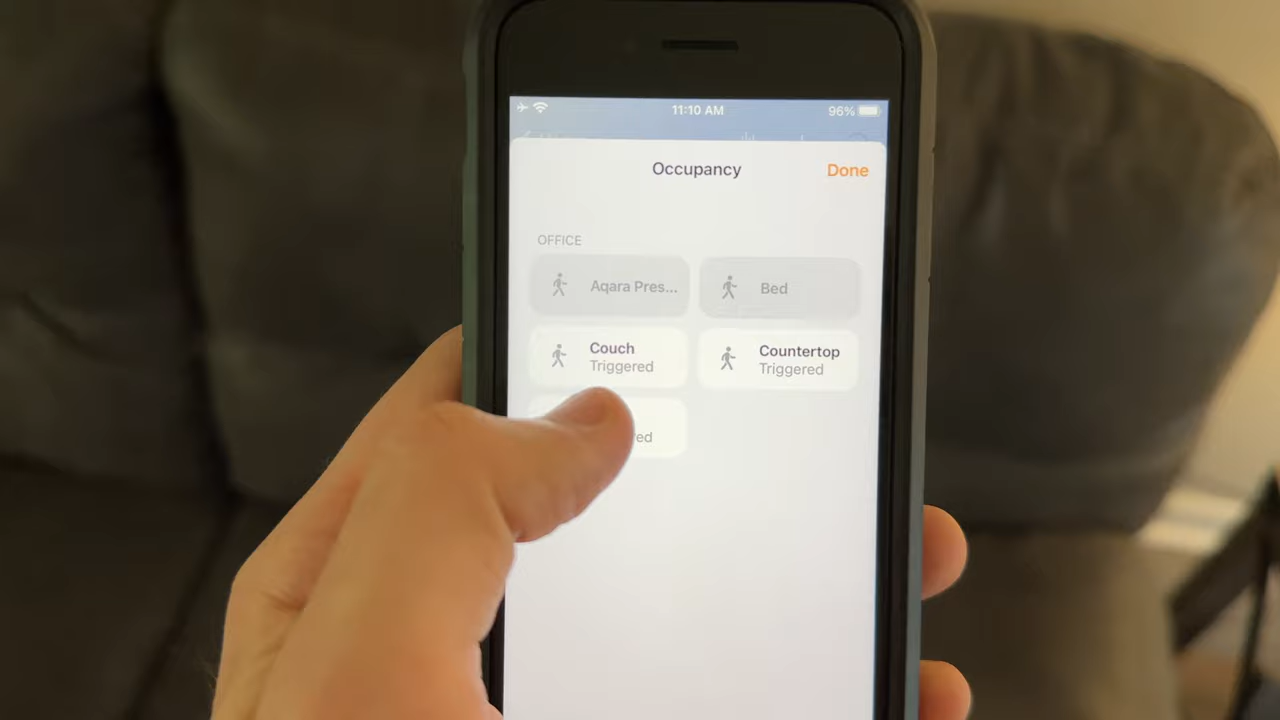 11:10 AM
96%
Occupancy
Done
OFFICE
Aqara Pres...
Bed
Couch
Triggered
Countertop
Triggered